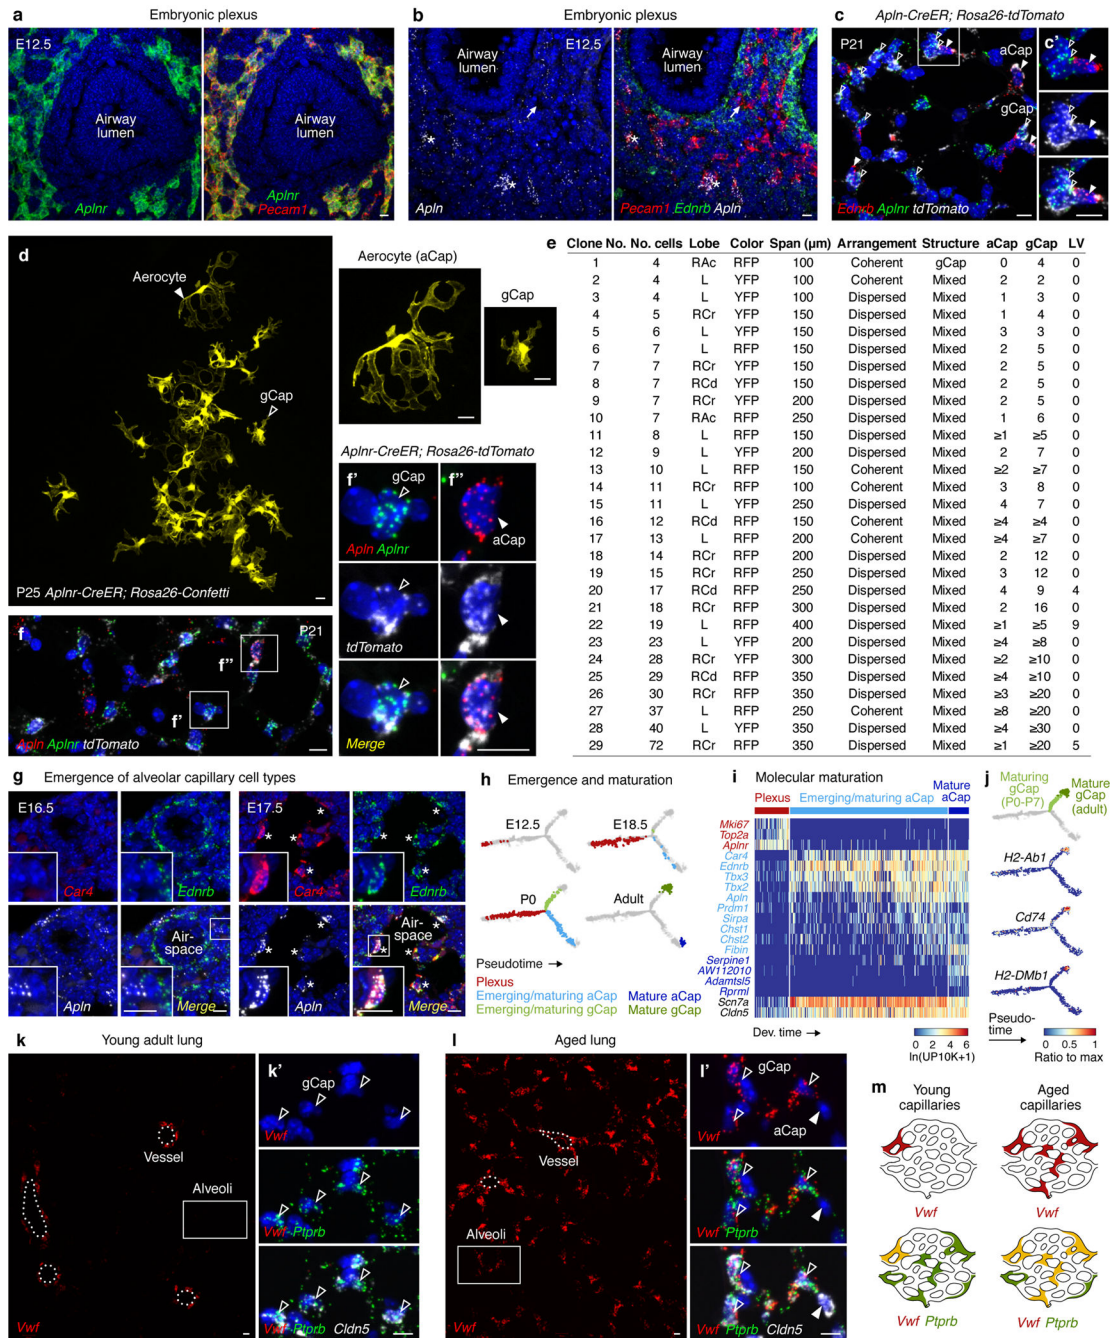 a Embryonic plexus
E12.5
Airway lumen
Aplnr
Airway lumen
Aplnr
Pecam1
b Embryonic plexus
Airway lumen
E12.5
Apln
Airway lumen
Pecam1 Ednrb Apln
c Apln-CreER; Rosa26-tdTomato
P21
aCap
gCap
Ednrb Aplnr tdTomato
c'
d
Aerocyte
gCap
P25 Aplnr-CreER; Rosa26-Confetti
Aerocyte (aCap)
gCap
e Clone No. No. cells Lobe Color Span (µm) Arrangement Structure aCap gCap LV
1 4 RAc RFP 100 Coherent gCap 0 4 0
2 4 L YFP 100 Coherent Mixed 2 2 0
3 4 L YFP 100 Dispersed Mixed 1 3 0
4 5 RCr YFP 150 Dispersed Mixed 1 4 0
5 6 L YFP 150 Dispersed Mixed 3 3 0
6 7 L RFP 150 Dispersed Mixed 2 5 0
7 7 RCr YFP 150 Dispersed Mixed 2 5 0
8 7 RCd YFP 150 Dispersed Mixed 2 5 0
9 7 RCr YFP 200 Dispersed Mixed 2 5 0
10 7 RAc RFP 250 Dispersed Mixed 1 6 0
11 8 L RFP 150 Dispersed Mixed ≥1 ≥5 0
12 9 L YFP 200 Dispersed Mixed 2 7 0
13 10 L RFP 150 Coherent Mixed ≥2 ≥7 0
14 11 RCr RFP 100 Coherent Mixed 3 8 0
15 11 L YFP 250 Dispersed Mixed 4 7 0
16 12 RCd RFP 150 Coherent Mixed ≥4 ≥4 0
17 13 L RFP 200 Coherent Mixed ≥4 ≥7 0
18 14 RCr RFP 200 Dispersed Mixed 2 12 0
19 15 RCr RFP 250 Dispersed Mixed 3 12 0
20 17 RCd RFP 250 Dispersed Mixed 4 9 4
21 18 RCr RFP 300 Dispersed Mixed 2 16 0
22 19 L RFP 400 Dispersed Mixed ≥1 ≥5 9
23 23 L YFP 200 Dispersed Mixed ≥4 ≥8 0
24 28 RCr YFP 300 Dispersed Mixed ≥2 ≥10 0
25 29 RCd RFP 350 Dispersed Mixed ≥4 ≥10 0
26 30 RCr RFP 350 Dispersed Mixed ≥3 ≥20 0
27 37 L RFP 250 Coherent Mixed ≥8 ≥20 0
28 40 L YFP 350 Dispersed Mixed ≥4 ≥30 0
29 72 RCr RFP 350 Dispersed Mixed ≥1 ≥20 5
Aplnr-CreER; Rosa26-tdTomato
f' gCap
Apln Aplnr
f''
aCap
tdTomato
Merge
f
P21
f''
f'
Apln Aplnr tdTomato
g Emergence of alveolar capillary cell types
E16.5
Car4
Ednrb
E17.5
Car4
Ednrb
Apln
Air-space
Merge
Apln
Air-space
Merge
h Emergence and maturation
E12.5
E18.5
P0
Adult
Pseudotime →
Plexus
Emerging/maturing aCap Mature aCap
Emerging/maturing gCap Mature gCap
i Molecular maturation
Plexus Emerging/maturing aCap Mature aCap
Mki67
Top2a
Aplnr
Car4
Ednrb
Tbx3
Tbx2
Apln
Prdm1
Sirpa
Chst1
Chst2
Fibin
Serpine1
AW112010
Adamtsl5
Rprml
Scn7a
Cldn5
Dev. time →
0 2 4 6
ln(UP10K+1)
j
Maturing gCap (P0-P7)
Mature gCap (adult)
H2-Ab1
Cd74
H2-DMb1
Pseudo-time
0 0.5 1
Ratio to max
k Young adult lung
Vessel
Alveoli
Vwf
k'
gCap
Vwf
Vwf Ptprb
Vwf Ptprb Cldn5
l Aged lung
Vessel
Alveoli
Vwf
l'
gCap
aCap
Vwf
Vwf Ptprb
Vwf Ptprb Cldn5
m
Young capillaries
Aged capillaries
Vwf
Vwf
Vwf Ptprb
Vwf Ptprb